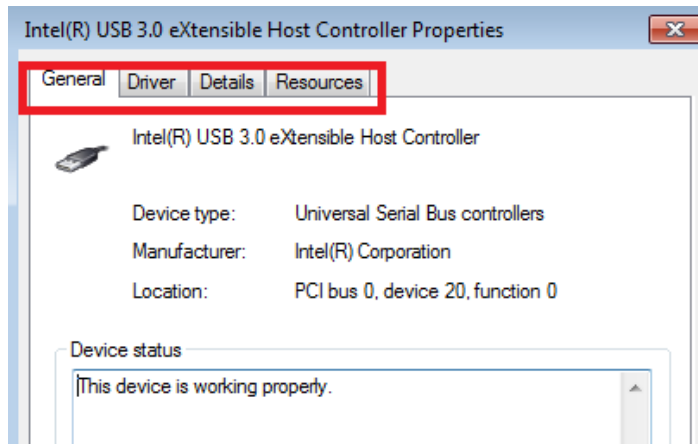 Intel(R) USB 3.0 eXtensible Host Controller Properties
General Driver Details Resources
Intel(R) USB 3.0 eXtensible Host Controller
Device type: Universal Serial Bus controllers
Manufacturer: Intel(R) Corporation
Location: PCI bus 0, device 20, function 0
Device status
This device is working properly.